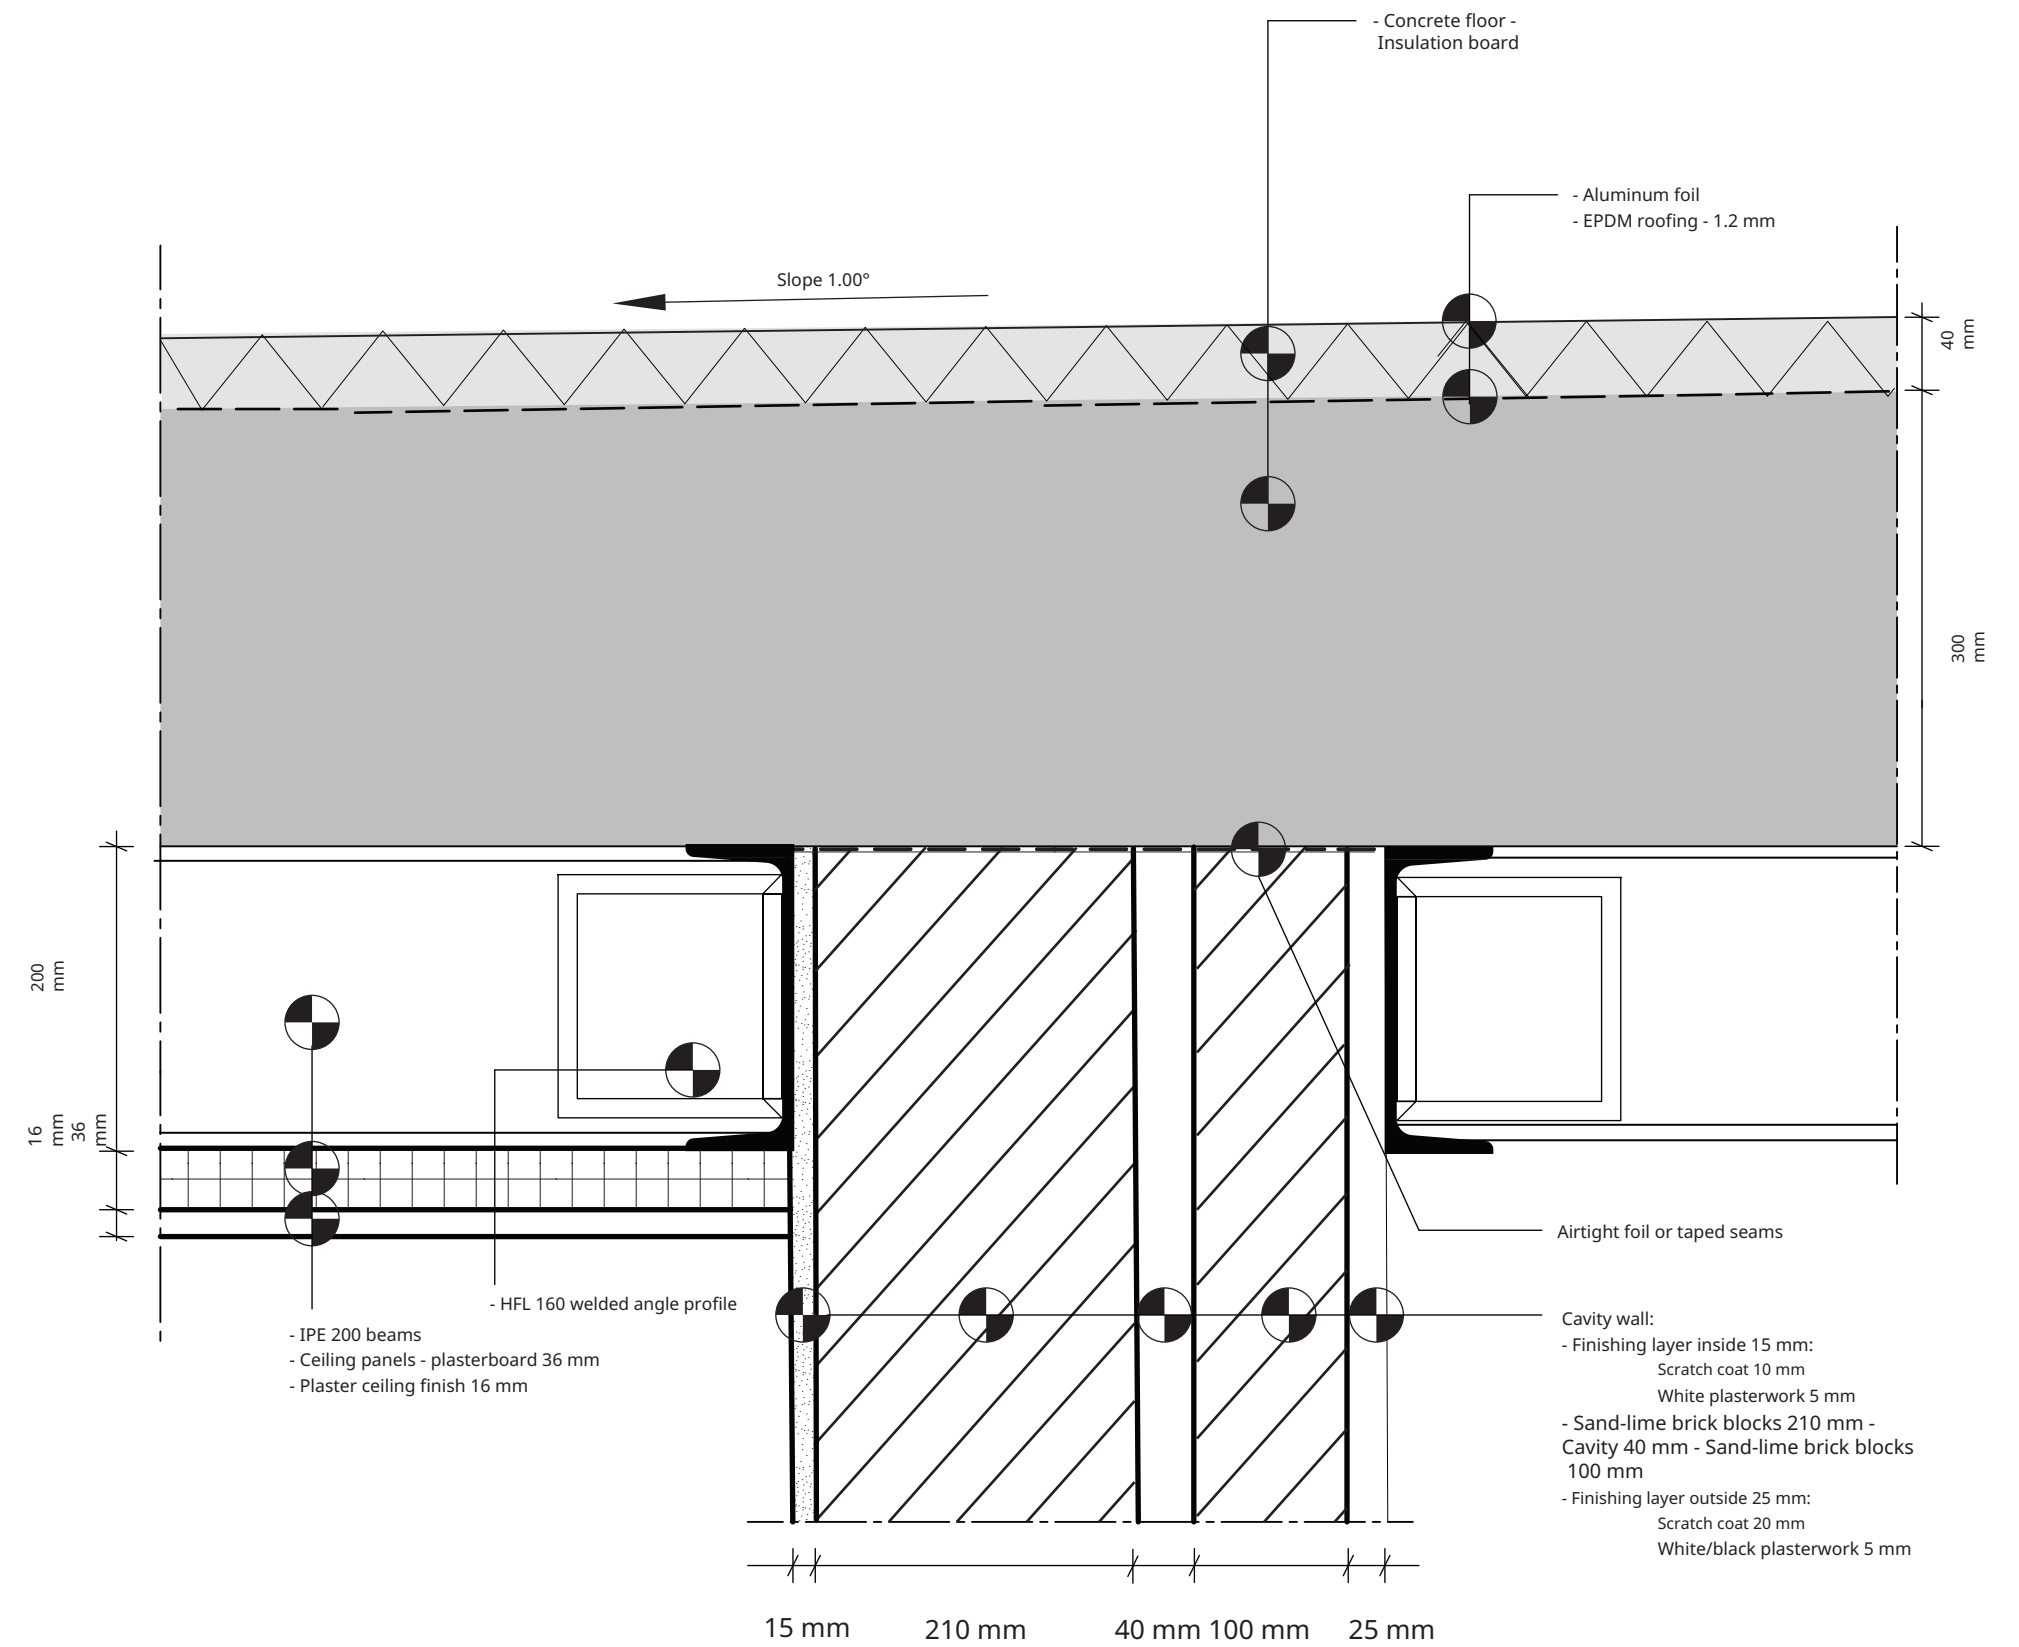 - Concrete floor -
Insulation board
- Aluminum foil
- EPDM roofing - 1.2 mm
Slope 1.00°
40
mm
300
mm
200
mm
16
mm
36
mm
- HFL 160 welded angle profile
- IPE 200 beams
- Ceiling panels - plasterboard 36 mm
- Plaster ceiling finish 16 mm
Airtight foil or taped seams
Cavity wall:
- Finishing layer inside 15 mm:
Scratch coat 10 mm
White plasterwork 5 mm
- Sand-lime brick blocks 210 mm -
Cavity 40 mm - Sand-lime brick blocks
100 mm
- Finishing layer outside 25 mm:
Scratch coat 20 mm
White/black plasterwork 5 mm
15 mm 210 mm 40 mm 100 mm 25 mm